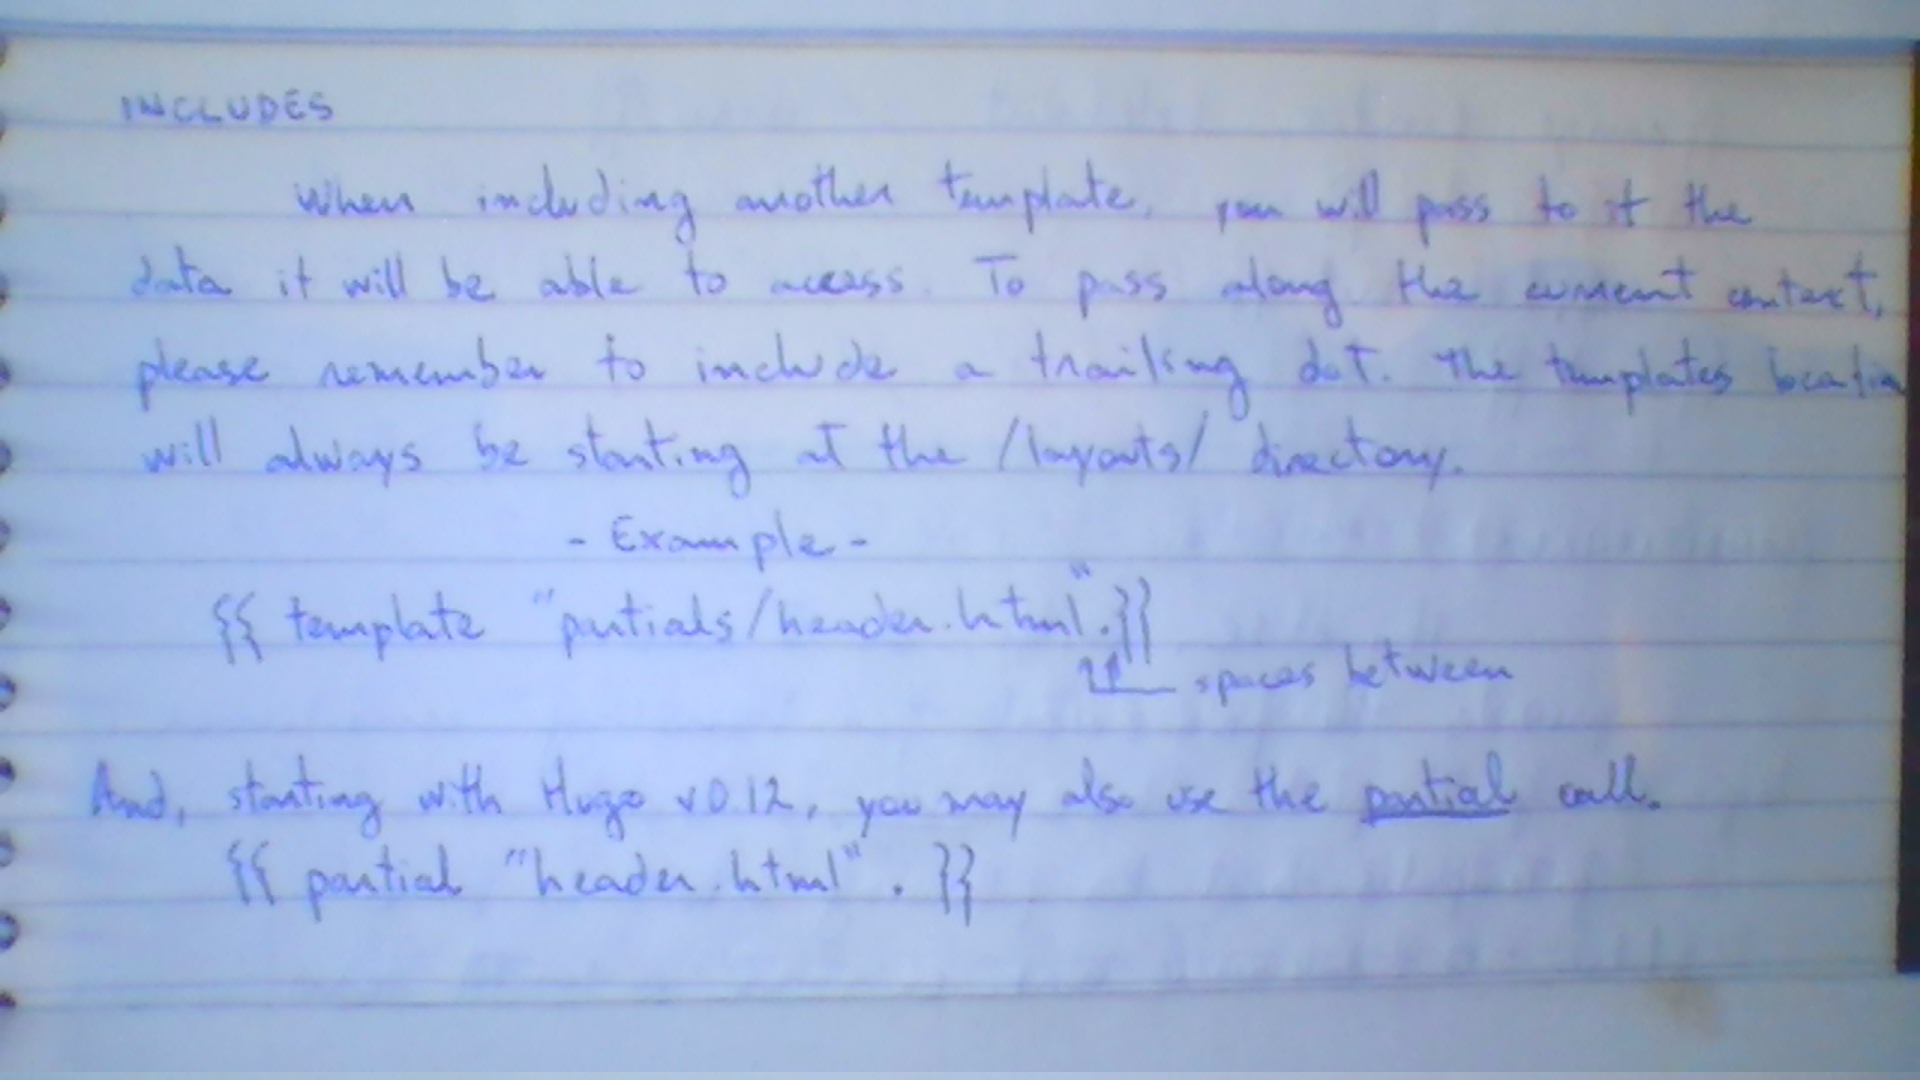 INCLUDES
When including another template, you will pass to it the
data it will be able to access. To pass along the current context,
please remember to include a trailing dot. The templates location
will always be starting at the /layouts/ directory.
- Example -
{{ template "partials/header.html".}}
spaces between
And, starting with Hugo v0.12, you may also use the partial call.
{{ partial "header.html" . }}